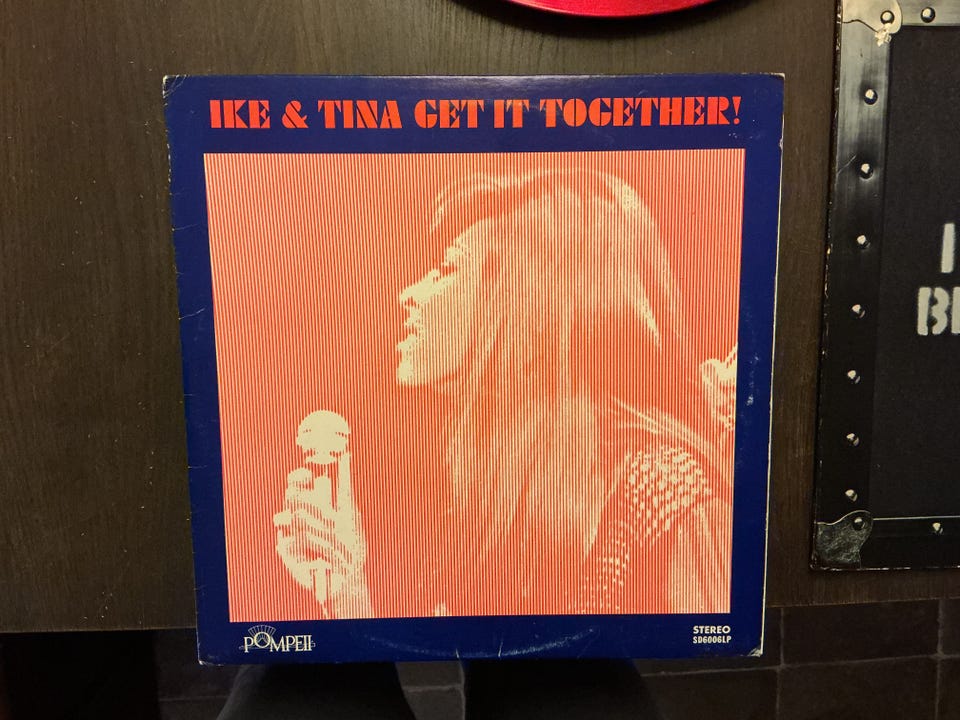 IKE & TINA GET IT TOGETHER!
POMPEII
STEREO
SD6006LP